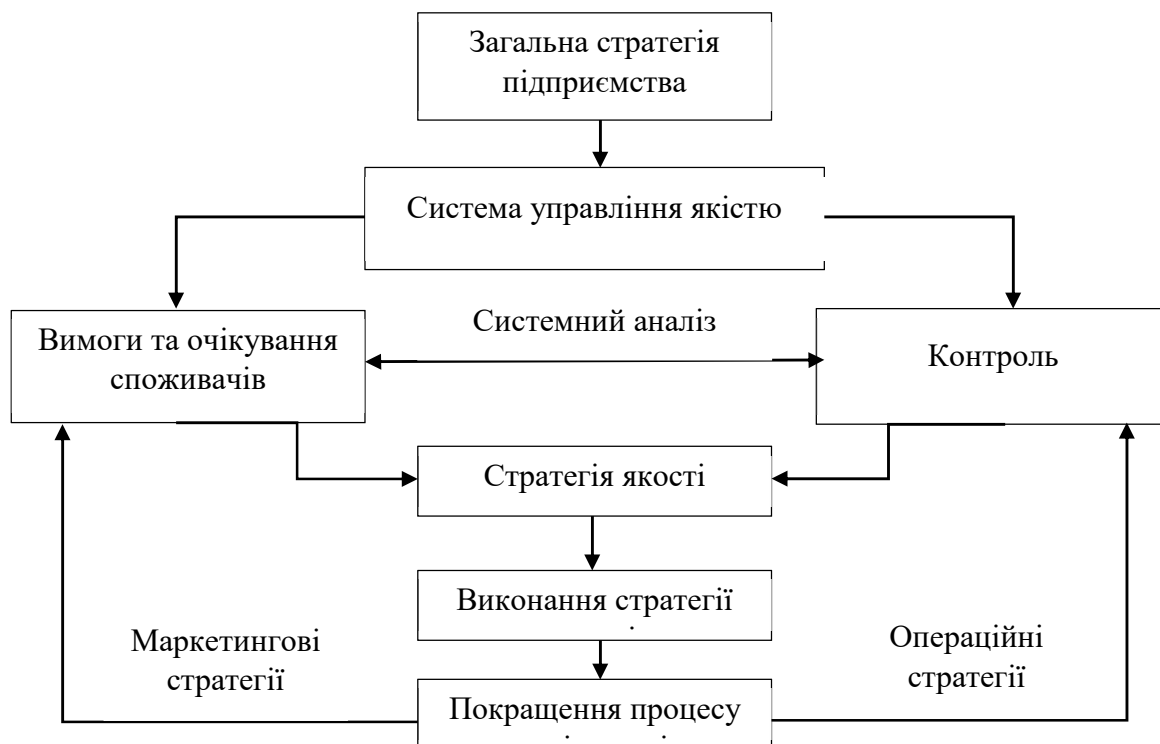 Загальна стратегія
підприємства
Система управління якістю
Системний аналіз
Вимоги та очікування
споживачів
Контроль
Стратегія якості
Виконання стратегії
Маркетингові
стратегії
Операційні
стратегії
Покращення процесу